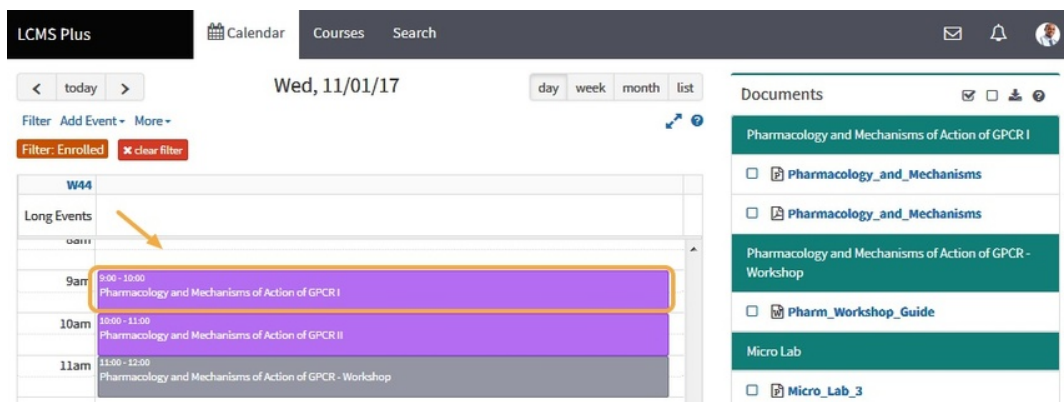 LCMS Plus
Calendar
Courses
Search
today
Wed, 11/01/17
day week month list
Filter Add Event More
Filter: Enrolled
clear filter
W44
Long Events
9am
9:00 - 10:00
Pharmacology and Mechanisms of Action of GPCR I
10am
10:00 - 11:00
Pharmacology and Mechanisms of Action of GPCR II
11am
11:00 - 12:00
Pharmacology and Mechanisms of Action of GPCR - Workshop
Documents
Pharmacology and Mechanisms of Action of GPCR I
Pharmacology_and_Mechanisms
Pharmacology_and_Mechanisms
Pharmacology and Mechanisms of Action of GPCR -
Workshop
Pharm_Workshop_Guide
Micro Lab
Micro_Lab_3